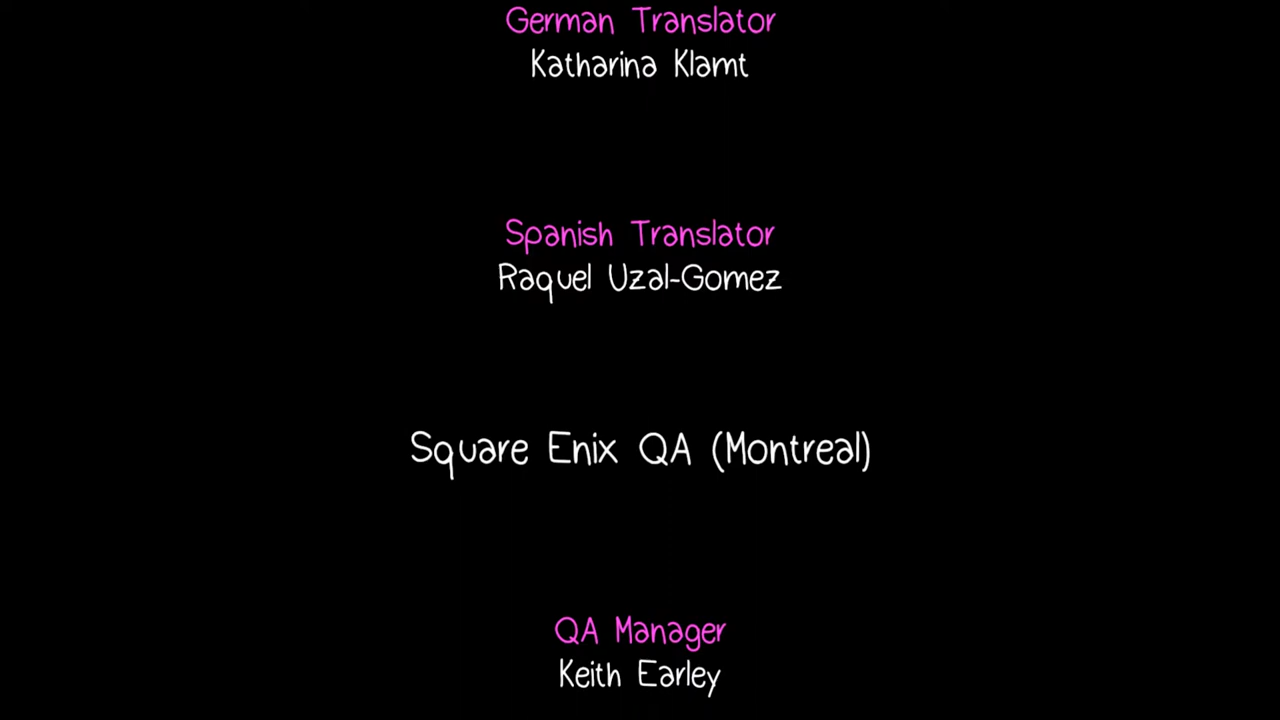 German Translator
Katharina Klamt
Spanish Translator
Raquel Uzal-Gomez
Square Enix QA (Montreal)
QA Manager
Keith Earley